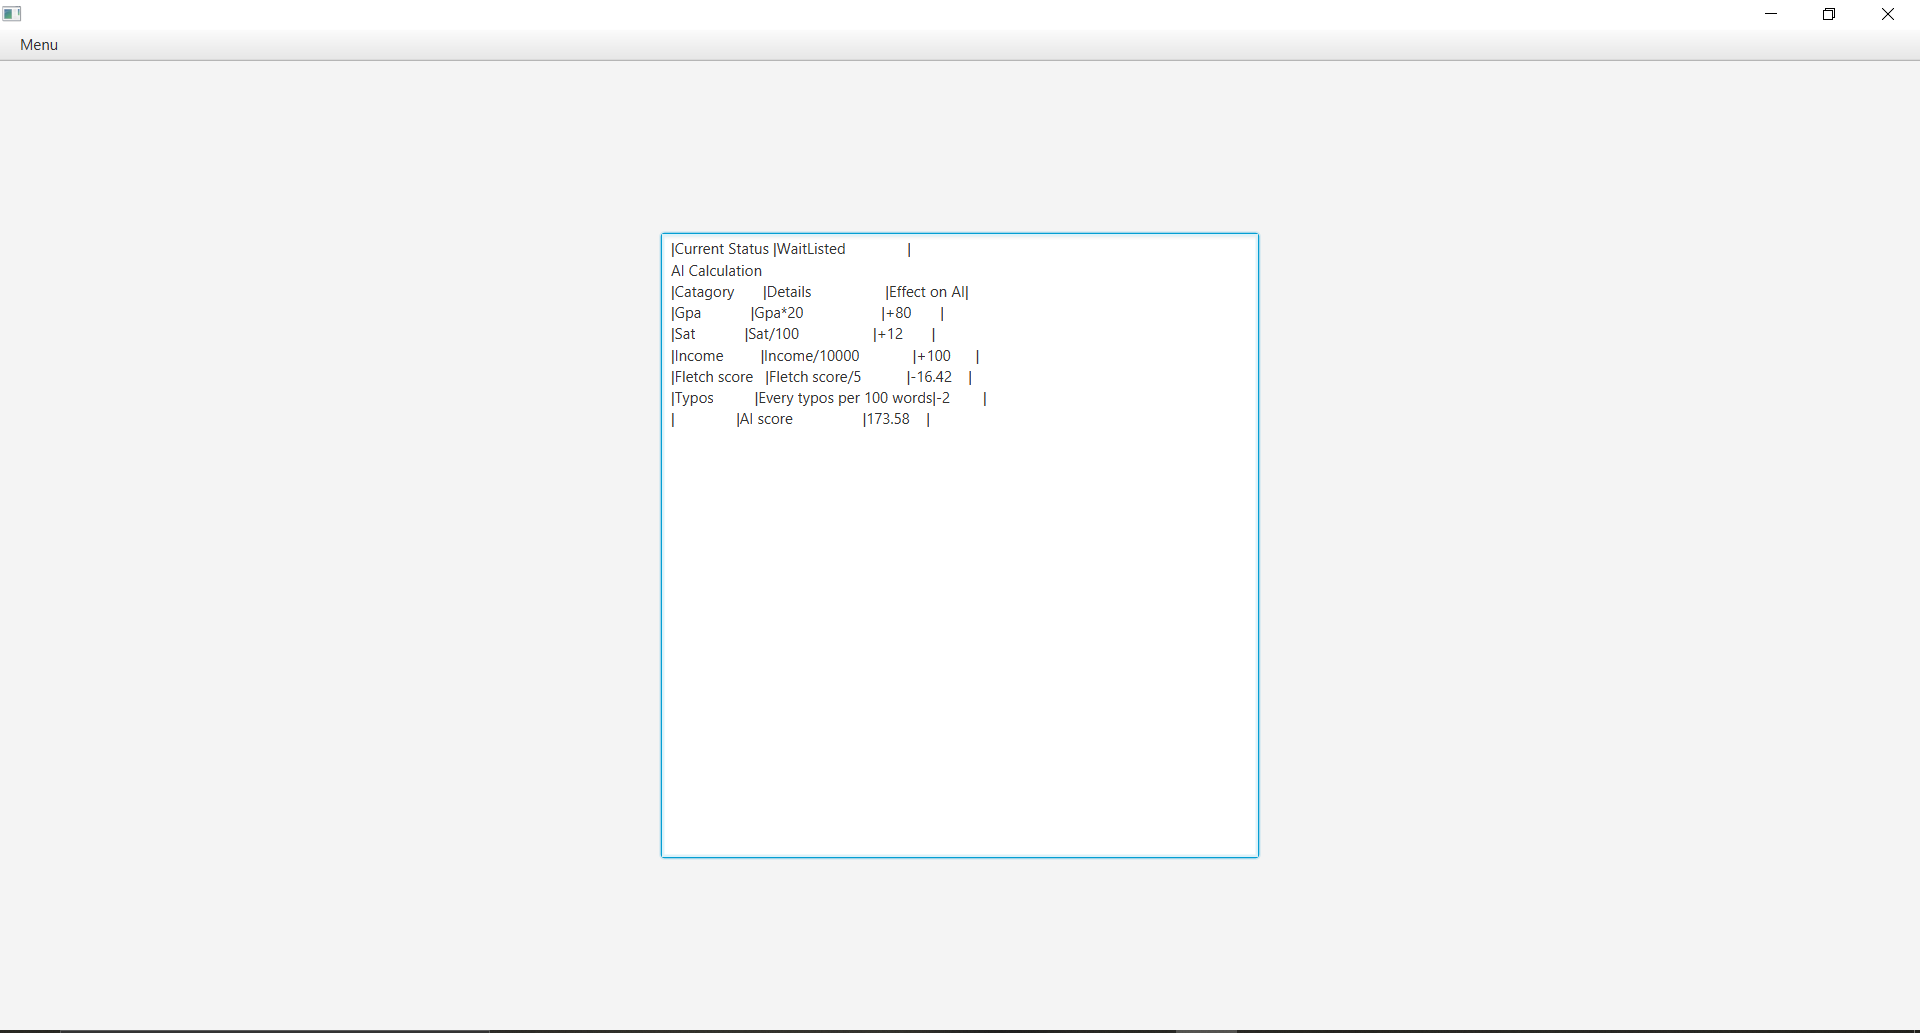 Menu
|Current Status |WaitListed |
AI Calculation
|Catagory |Details |Effect on AI|
|Gpa |Gpa*20 |+80 |
|Sat |Sat/100 |+12 |
|Income |Income/10000 |+100 |
|Fletch score |Fletch score/5 |-16.42 |
|Typos |Every typos per 100 words|-2 |
| |AI score |173.58 |